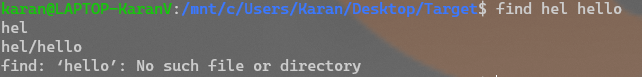 karan@LAPTOP-KaranV:/mnt/c/Users/Karan/Desktop/Target$ find hel hello
hel
hel/hello
find: ‘hello’: No such file or directory